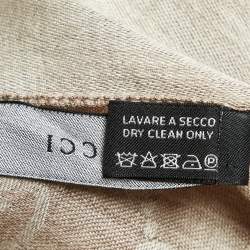 LAVARE A SECCO
DRY CLEAN ONLY
CCI